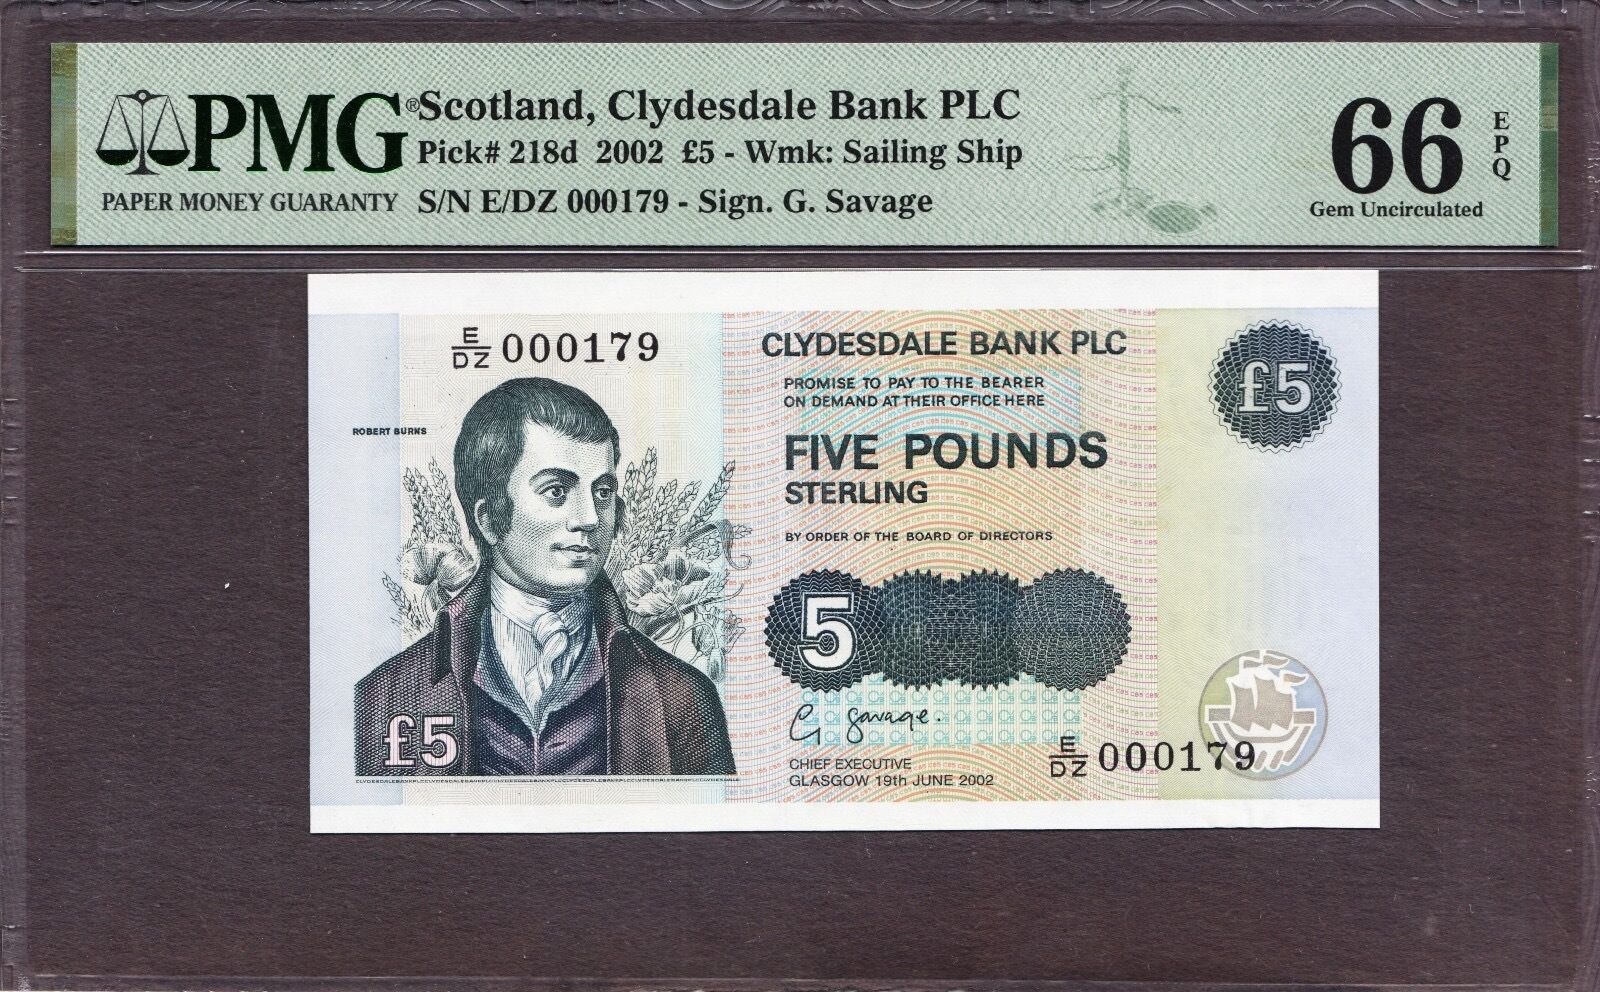 PMG®
PAPER MONEY GUARANTY
Scotland, Clydesdale Bank PLC
Pick# 218d 2002 £5 - Wmk: Sailing Ship
S/N E/DZ 000179 - Sign. G. Savage
66 EPQ
Gem Uncirculated
E/DZ 000179
ROBERT BURNS
£5
CLYDESDALE BANK PLC
PROMISE TO PAY TO THE BEARER
ON DEMAND AT THEIR OFFICE HERE
FIVE POUNDS
STERLING
BY ORDER OF THE BOARD OF DIRECTORS
5
G Savage.
CHIEF EXECUTIVE
GLASGOW 19th JUNE 2002
£5
E/DZ 000179